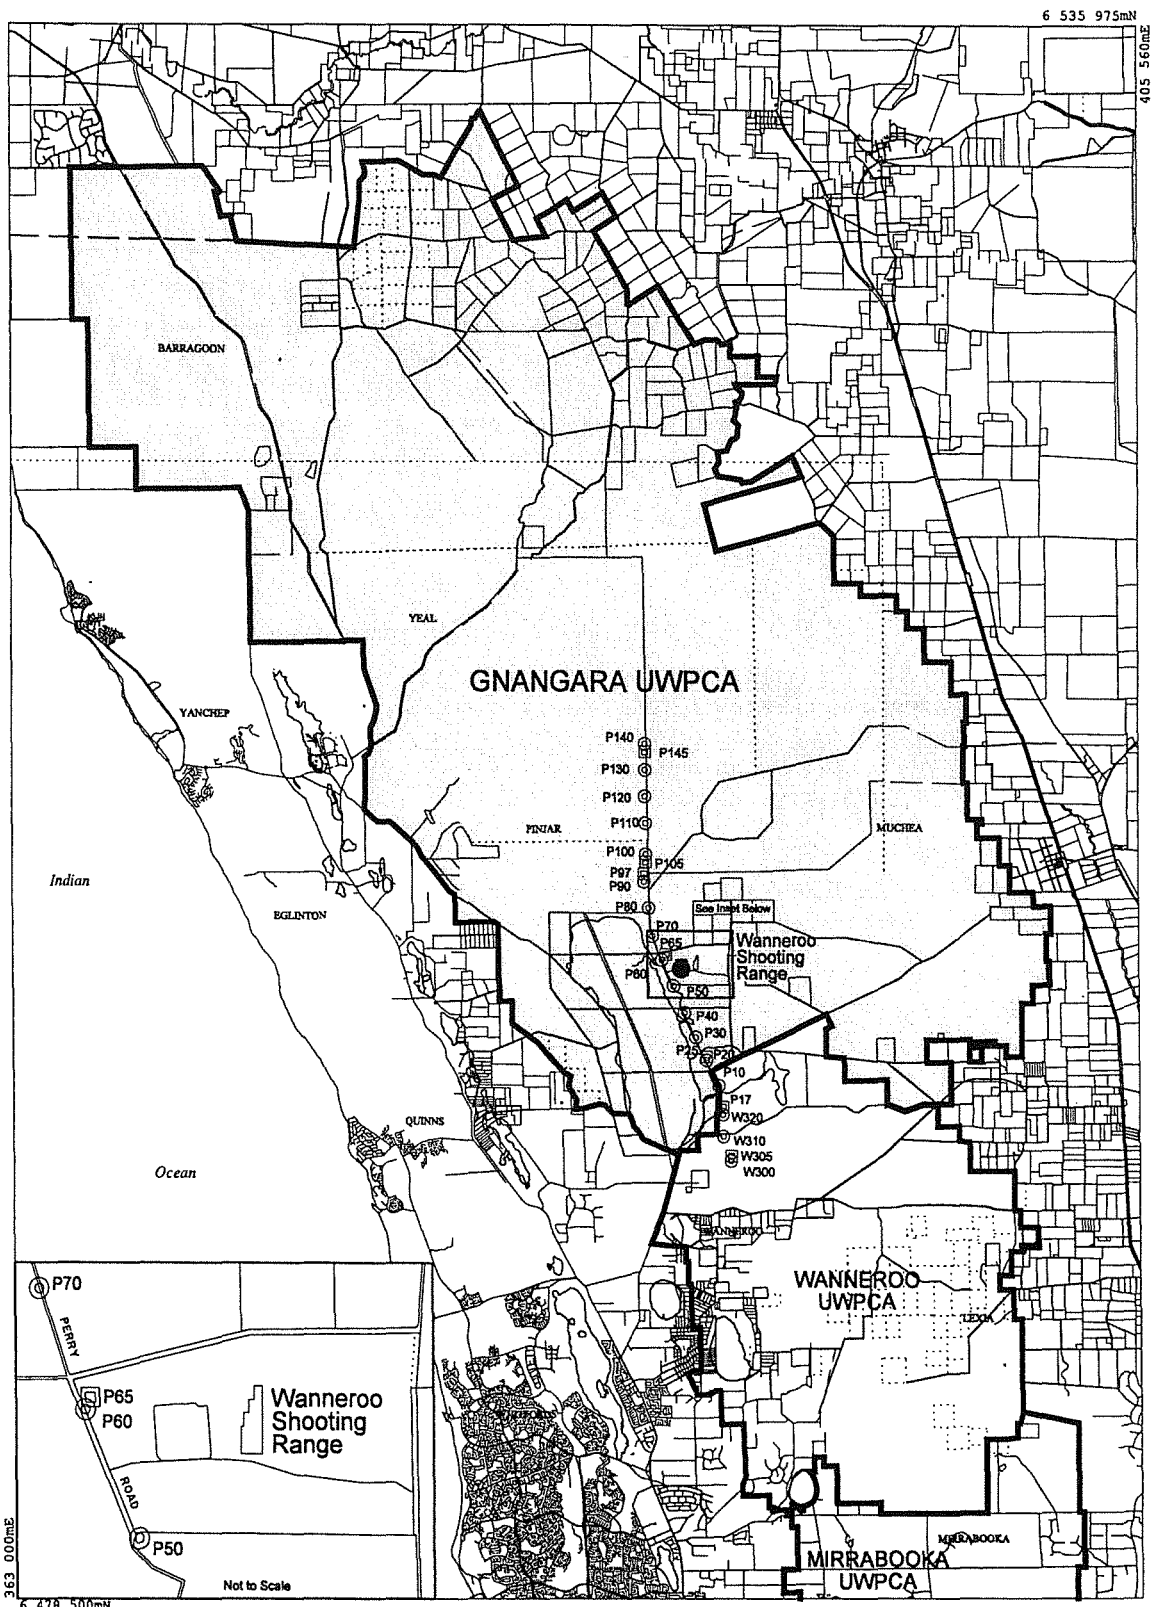 6 535 975mN
405 560mE
BARRAGOON
YEAL
GNANGARA UWPCA
YANCHEP
P140
P145
P130
P120
P110
PINJAR
MUCHEA
P100
P105
P97
P90
Indian
EGLINTON
P80
See Inset Below
P70
P65
Wanneroo
Shooting
Range
P60
P50
P40
P30
P25
P20
P10
P17
W320
QUINNS
W310
W305
W300
Ocean
WANNEROO
WANNEROO
UWPCA
LEXIA
P70
PERRY
P65
P60
Wanneroo
Shooting
Range
ROAD
P50
Not to Scale
MIRRABOOKA
MIRRABOOKA
UWPCA
363 000mE
6 478 500mN